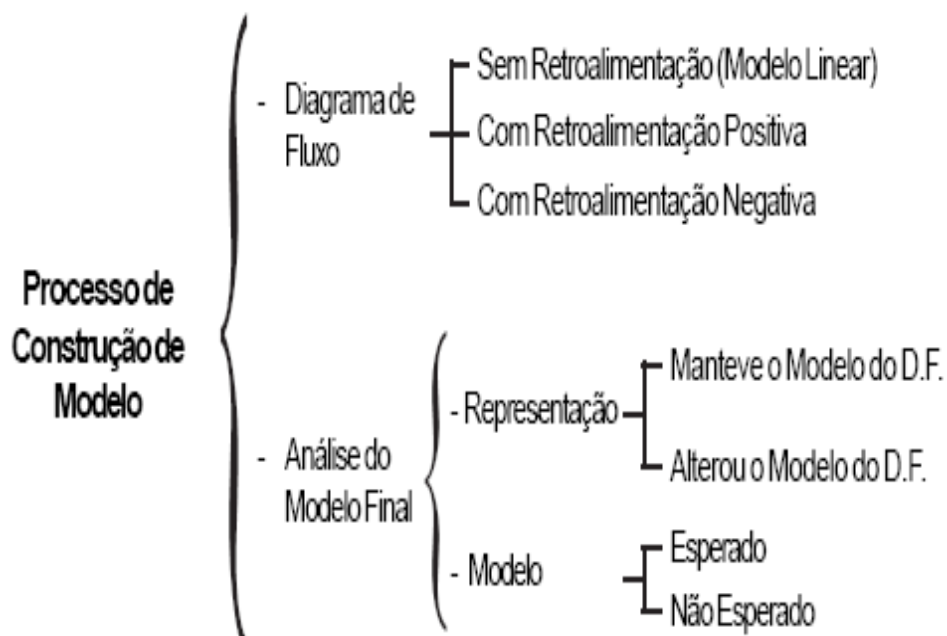 Processo de
Construção de
Modelo
- Diagrama de
Fluxo
Sem Retroalimentação (Modelo Linear)
Com Retroalimentação Positiva
Com Retroalimentação Negativa
- Análise do
Modelo Final
- Representação
Manteve o Modelo do D.F.
Alterou o Modelo do D.F.
- Modelo
Esperado
Não Esperado